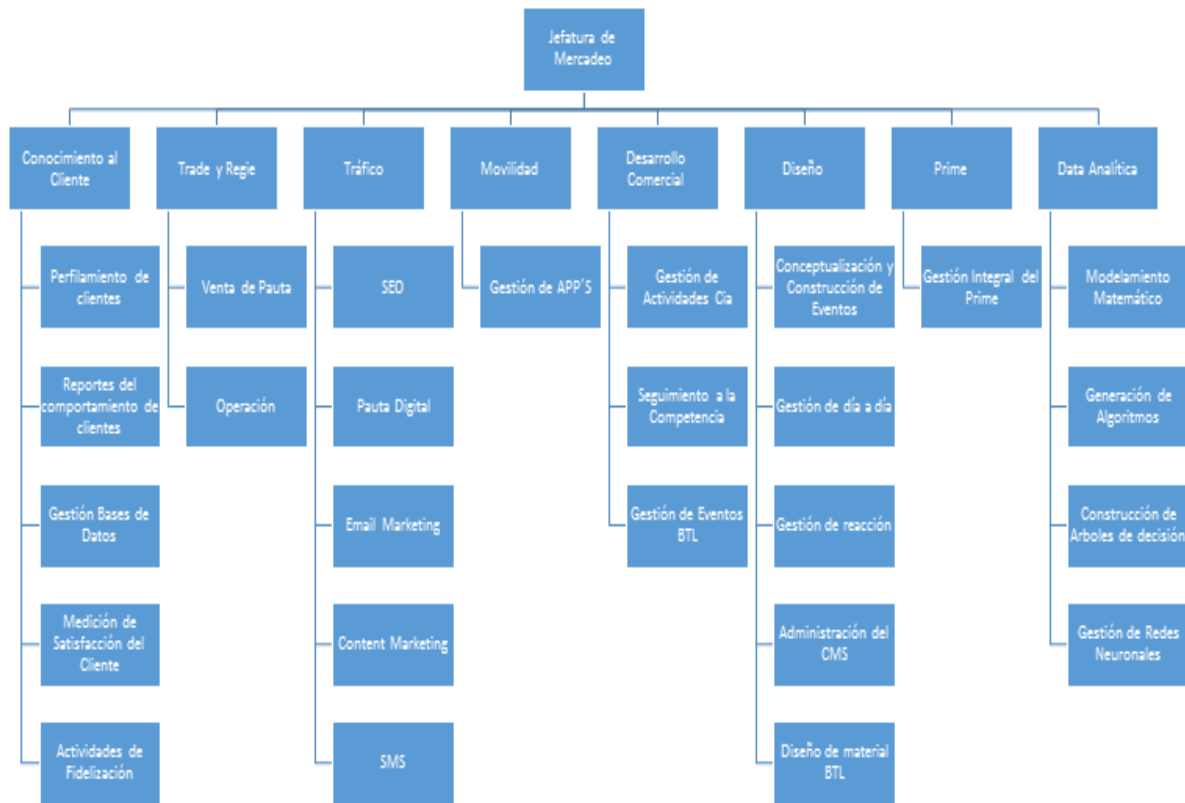 Jefatura de
Mercadeo
Conocimiento al
Cliente
Trade y Regie
Tráfico
Movilidad
Desarrollo
Comercial
Diseño
Prime
Data Analítica
Perfilamiento de
clientes
Venta de Pauta
SEO
Gestión de APP´S
Gestión de
Actividades Cia
Conceptualización y
Construcción de
Eventos
Gestión Integral del
Prime
Modelamiento
Matemático
Reportes del
comportamiento de
clientes
Operación
Pauta Digital
Seguimiento a la
Competencia
Gestión de día a día
Generación de
Algoritmos
Gestión Bases de
Datos
Email Marketing
Gestión de Eventos
BTL
Gestión de reacción
Construcción de
Arboles de decisión
Medición de
Satisfacción del
Cliente
Content Marketing
Administración del
CMS
Gestión de Redes
Neuronales
Actividades de
Fidelización
SMS
Diseño de material
BTL